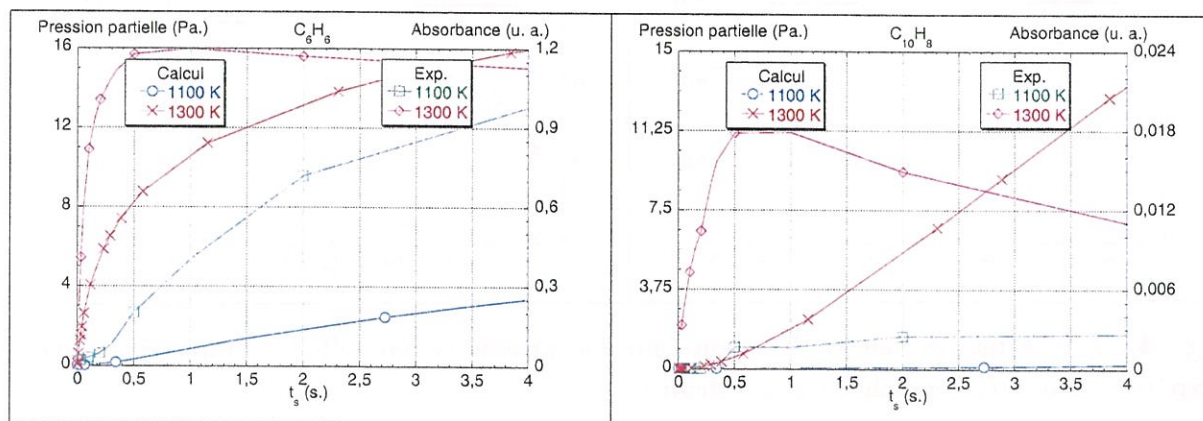 Pression partielle (Pa.) C6H6 Absorbance (u. a.)
16 1,2
Calcul Exp.
1100 K 1100 K
1300 K 1300 K
12 0,9
8 0,6
4 0,3
0 0
0 0,5 1 1,5 2 2,5 3 3,5 4
ts (s.)
Pression partielle (Pa.) C10H8 Absorbance (u. a.)
15 0,024
Calcul Exp.
1100 K 1100 K
1300 K 1300 K
11,25 0,018
7,5 0,012
3,75 0,006
0 0
0 0,5 1 1,5 2 2,5 3 3,5 4
ts (s.)